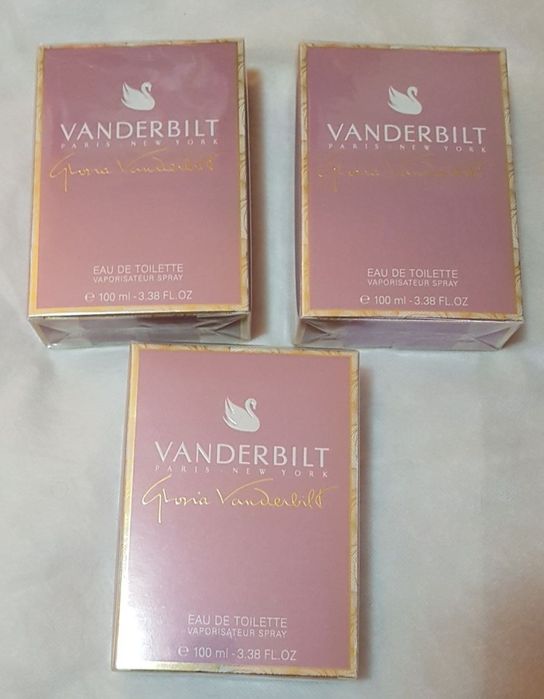 VANDERBILT
PARIS - NEW YORK
Gloria Vanderbilt
EAU DE TOILETTE
VAPORISATEUR SPRAY
℮ 100 ml - 3.38 FL.OZ
VANDERBILT
PARIS - NEW YORK
Gloria Vanderbilt
EAU DE TOILETTE
VAPORISATEUR SPRAY
℮ 100 ml - 3.38 FL.OZ
VANDERBILT
PARIS - NEW YORK
Gloria Vanderbilt
EAU DE TOILETTE
VAPORISATEUR SPRAY
℮ 100 ml - 3.38 FL.OZ